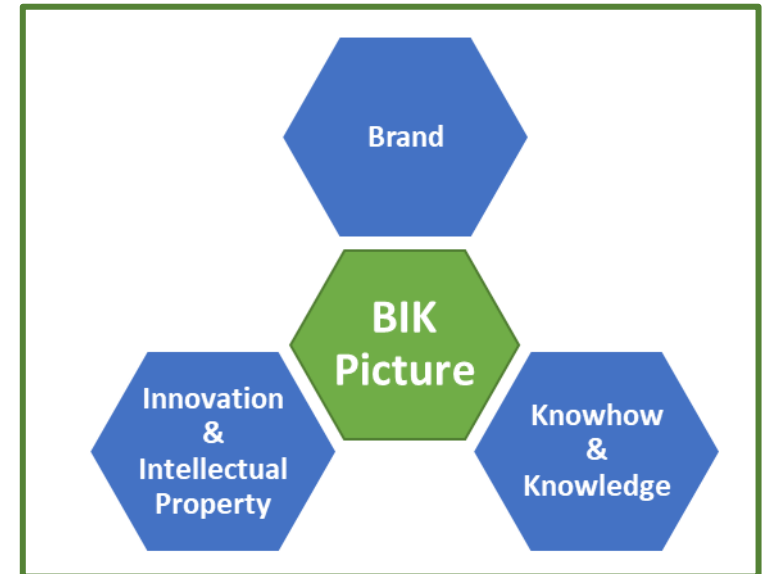 Brand
BIK
Picture
Innovation
&
Intellectual
Property
Knowhow
&
Knowledge